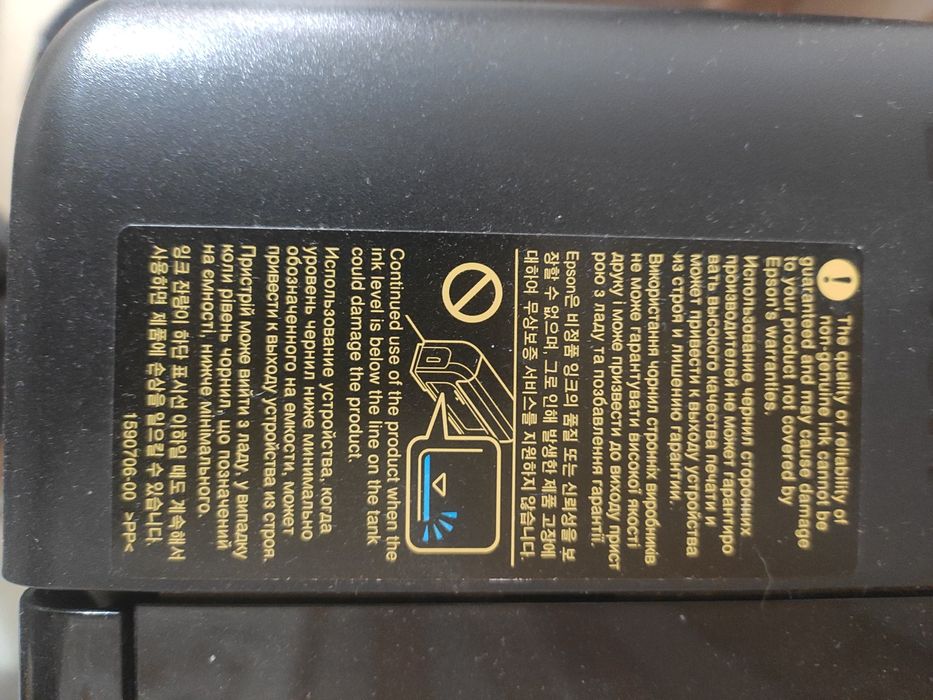 The quality or reliability of
non-genuine ink cannot be
guaranteed and may cause damage
to your product not covered by
Epson's warranties.
Использование чернил сторонних
производителей не может гарантиро
вать высокого качества печати и
может привести к выходу устройства
из строя и лишению гарантии.
Використання чорнил сторонніх виробників
не може гарантувати високої якості
друку і може призвести до виходу прист
рою з ладу та позбавлення гарантії.
Epson은 비정품 잉크의 품질 또는 신뢰성을 보
장할 수 없으며, 그로 인해 발생한 제품 고장에
대하여 무상보증 서비스를 지원하지 않습니다.
Continued use of the product when the
ink level is below the line on the tank
could damage the product.
Использование устройства, когда
уровень чернил ниже минимально
обозначенного на емкости, может
привести к выходу устройства из строя.
Пристрій може вийти з ладу, у випадку
коли рівень чорнил, що позначений
на ємності, нижче мінімального.
잉크 잔량이 하단 표시선 이하일 때도 계속해서
사용하면 제품에 손상을 입으킬 수 있습니다.
1590706-00 >PP<